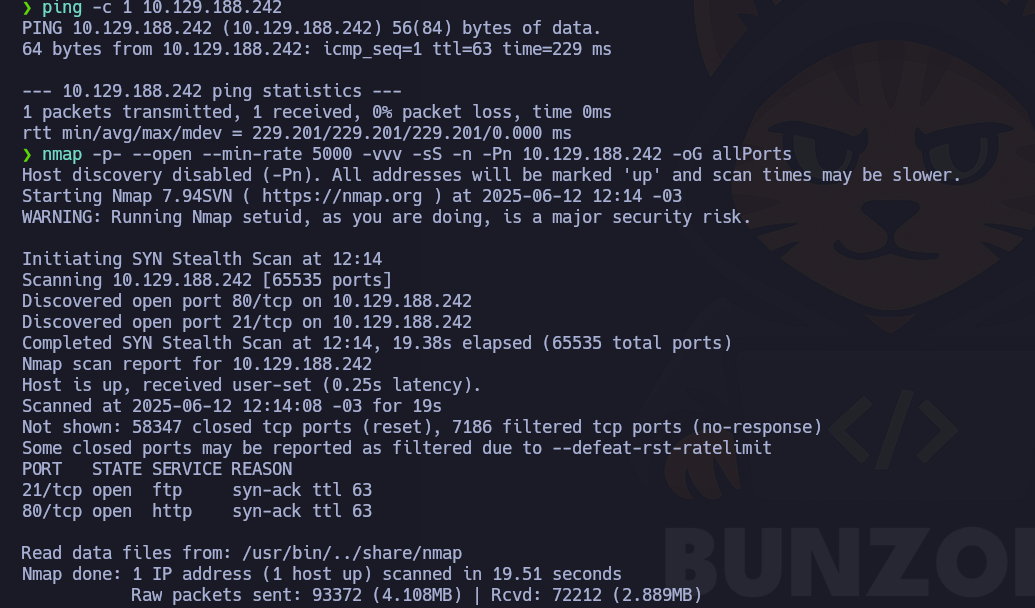 ❯ ping -c 1 10.129.188.242
PING 10.129.188.242 (10.129.188.242) 56(84) bytes of data.
64 bytes from 10.129.188.242: icmp_seq=1 ttl=63 time=229 ms
--- 10.129.188.242 ping statistics ---
1 packets transmitted, 1 received, 0% packet loss, time 0ms
rtt min/avg/max/mdev = 229.201/229.201/229.201/0.000 ms
❯ nmap -p- --open --min-rate 5000 -vvv -sS -n -Pn 10.129.188.242 -oG allPorts
Host discovery disabled (-Pn). All addresses will be marked 'up' and scan times may be slower.
Starting Nmap 7.94SVN ( https://nmap.org ) at 2025-06-12 12:14 -03
WARNING: Running Nmap setuid, as you are doing, is a major security risk.
Initiating SYN Stealth Scan at 12:14
Scanning 10.129.188.242 [65535 ports]
Discovered open port 80/tcp on 10.129.188.242
Discovered open port 21/tcp on 10.129.188.242
Completed SYN Stealth Scan at 12:14, 19.38s elapsed (65535 total ports)
Nmap scan report for 10.129.188.242
Host is up, received user-set (0.25s latency).
Scanned at 2025-06-12 12:14:08 -03 for 19s
Not shown: 58347 closed tcp ports (reset), 7186 filtered tcp ports (no-response)
Some closed ports may be reported as filtered due to --defeat-rst-ratelimit
PORT   STATE SERVICE REASON
21/tcp open  ftp     syn-ack ttl 63
80/tcp open  http    syn-ack ttl 63
Read data files from: /usr/bin/../share/nmap
Nmap done: 1 IP address (1 host up) scanned in 19.51 seconds
Raw packets sent: 93372 (4.108MB) | Rcvd: 72212 (2.889MB)
</>
BUNZO